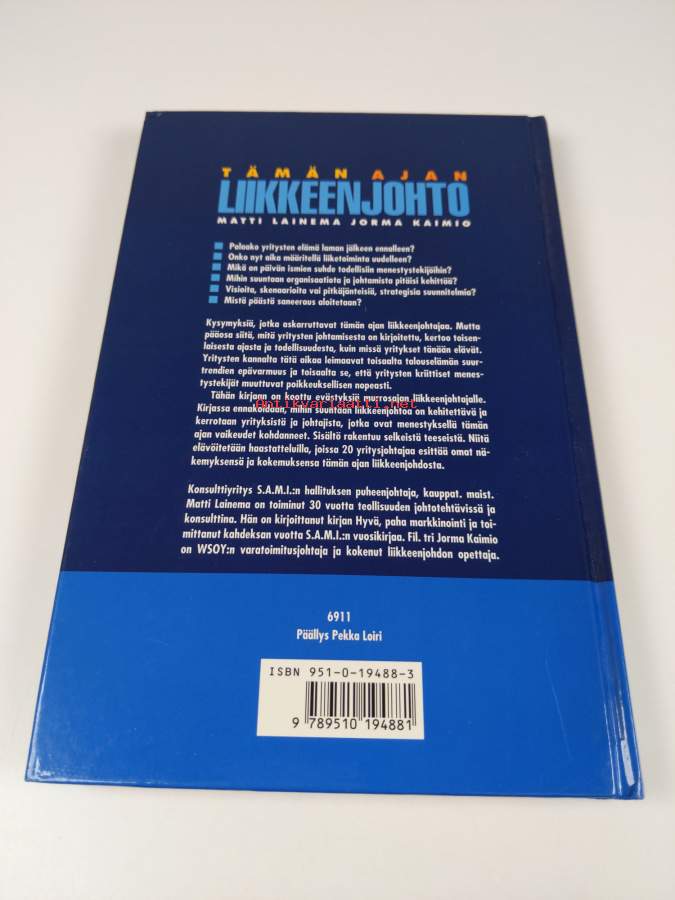 TÄMÄN AJAN
LIIKKEENJOHTO
MATTI LAINEMA JORMA KAIMIO
Palaako yritysten elämä laman jälkeen ennalleen?
Onko nyt aika määritellä liiketoiminta uudelleen?
Mikä on päivän ismien suhde todellisiin menestystekijöihin?
Mihin suuntaan organisaatiota ja johtamista pitäisi kehittää?
Visioita, skenaarioita vai pitkäjänteisiä, strategisia suunnitelmia?
Mistä päästä saneeraus aloitetaan?
Kysymyksiä, jotka askarruttavat tämän ajan liikkeenjohtajaa. Mutta
pääosa siitä, mitä yritysten johtamisesta on kirjoitettu, kertoo toisen-
laisesta ajasta ja todellisuudesta, kuin missä yritykset tänään elävät.
Yritysten kannalta tätä aikaa leimaavat toisaalta talouselämän suur-
trendien epävarmuus ja toisaalta se, että yritysten kriittiset menes-
tystekijät muuttuvat poikkeuksellisen nopeasti.
Tähän kirjaan on koottu evästyksiä murrosajan liikkeenjohtajalle.
Antikvariaatti.net
Kirjassa ennakoidaan, mihin suuntaan liikkeenjohtoa on kehitettävä ja
kerrotaan yrityksistä ja johtajista, jotka ovat menestyksellä tämän
ajan vaikeudet kohdanneet. Sisältö rakentuu selkeistä teeseistä. Niitä
elävöitetään haastatteluilla, joissa 20 yritysjohtajaa esittää omat nä-
kemyksensä ja kokemuksensa tämän ajan liikkeenjohdosta.
Konsulttiyritys S.A.M.I.:n hallituksen puheenjohtaja, kauppat. maist.
Matti Lainema on toiminut 30 vuotta teollisuuden johtotehtävissä ja
konsulttina. Hän on kirjoittanut kirjan Hyvä, paha markkinointi ja toi-
mittanut kahdeksan vuotta S.A.M.I.:n vuosikirjaa. Fil. tri Jorma Kaimio
on WSOY:n varatoimitusjohtaja ja kokenut liikkeenjohdon opettaja.
6911
Päällys Pekka Loiri
ISBN 951-0-19488-3
9 789510 194881